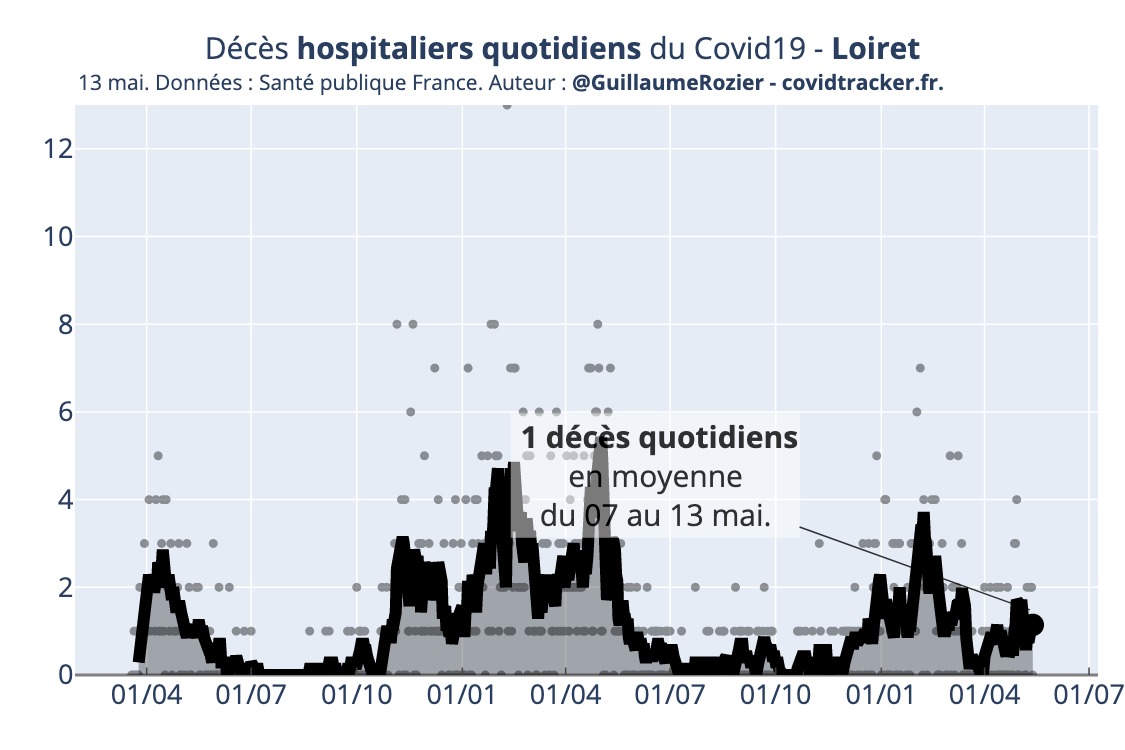 Décès hospitaliers quotidiens du Covid19 - Loiret
13 mai. Données : Santé publique France. Auteur : @GuillaumeRozier - covidtracker.fr.
12
10
8
6
4
2
0
1 décès quotidiens
en moyenne
du 07 au 13 mai.
01/04 01/07 01/10 01/01 01/04 01/07 01/10 01/01 01/04 01/07